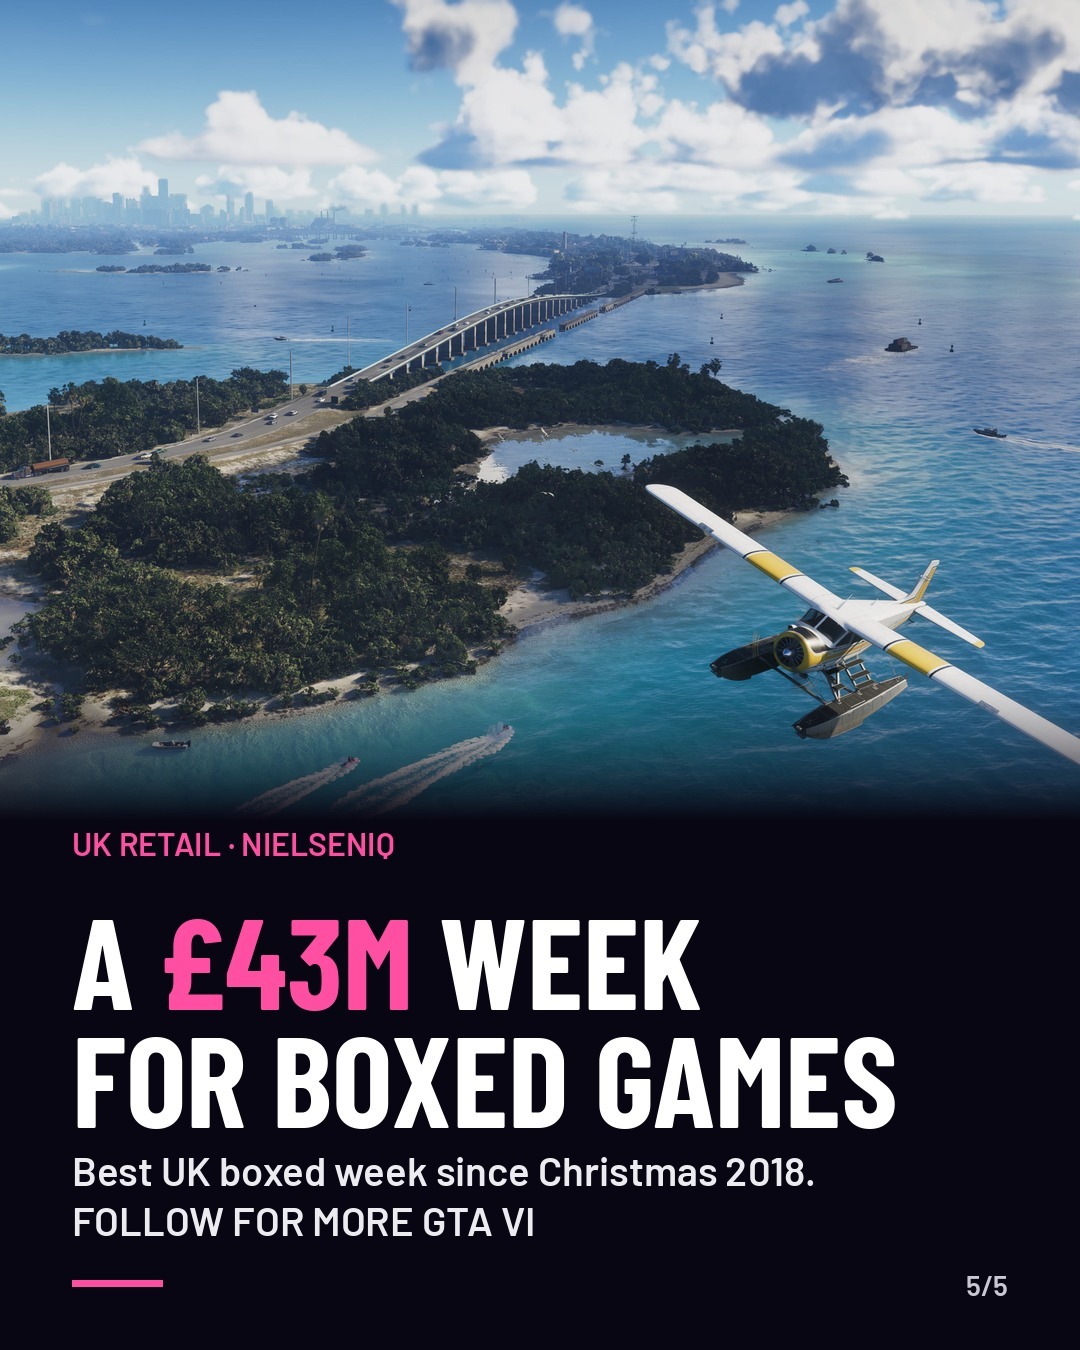 UK RETAIL · NIELSENIQ
A £43M WEEK
FOR BOXED GAMES
Best UK boxed week since Christmas 2018.
FOLLOW FOR MORE GTA VI
5/5